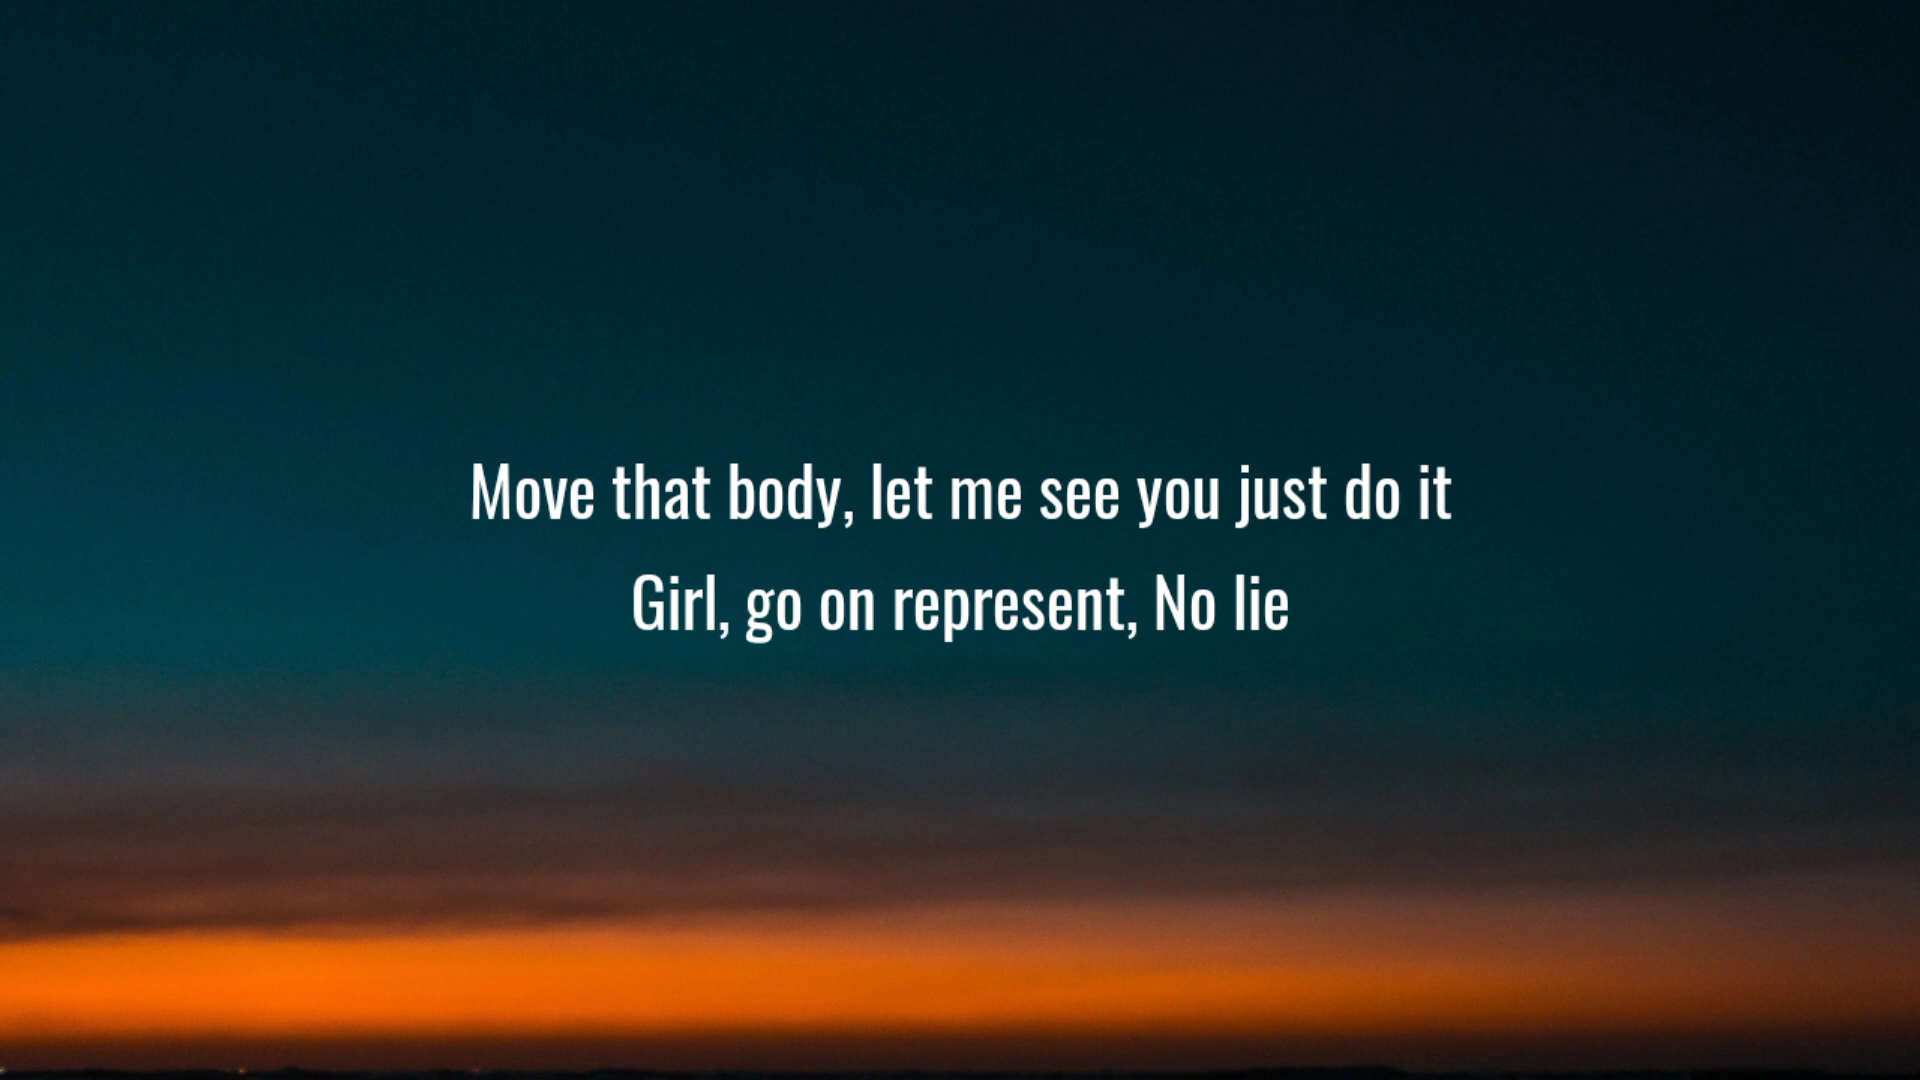 Move that body, let me see you just do it
Girl, go on represent, No lie